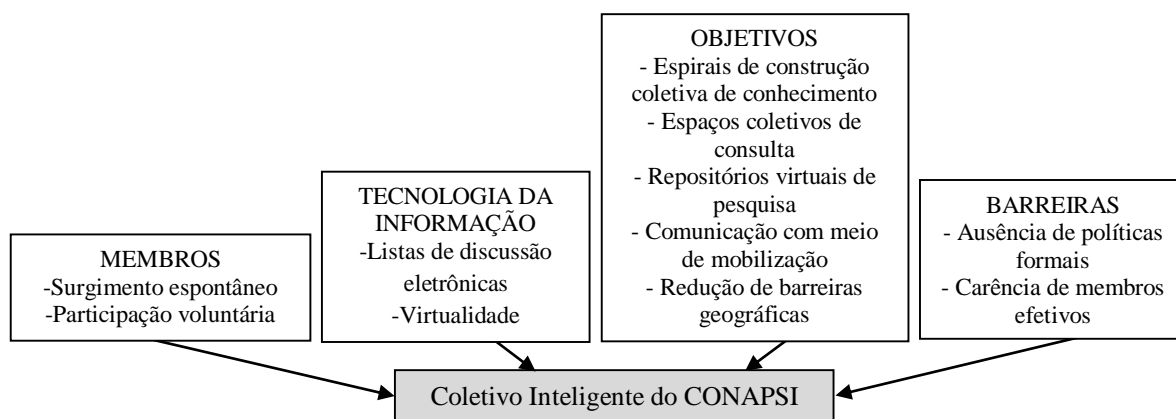 MEMBROS
-Surgimento espontâneo
-Participação voluntária
TECNOLOGIA DA
INFORMAÇÃO
-Listas de discussão
eletrônicas
-Virtualidade
OBJETIVOS
- Espirais de construção
coletiva de conhecimento
- Espaços coletivos de
consulta
- Repositórios virtuais de
pesquisa
- Comunicação com meio
de mobilização
- Redução de barreiras
geográficas
BARREIRAS
- Ausência de políticas
formais
- Carência de membros
efetivos
Coletivo Inteligente do CONAPSI